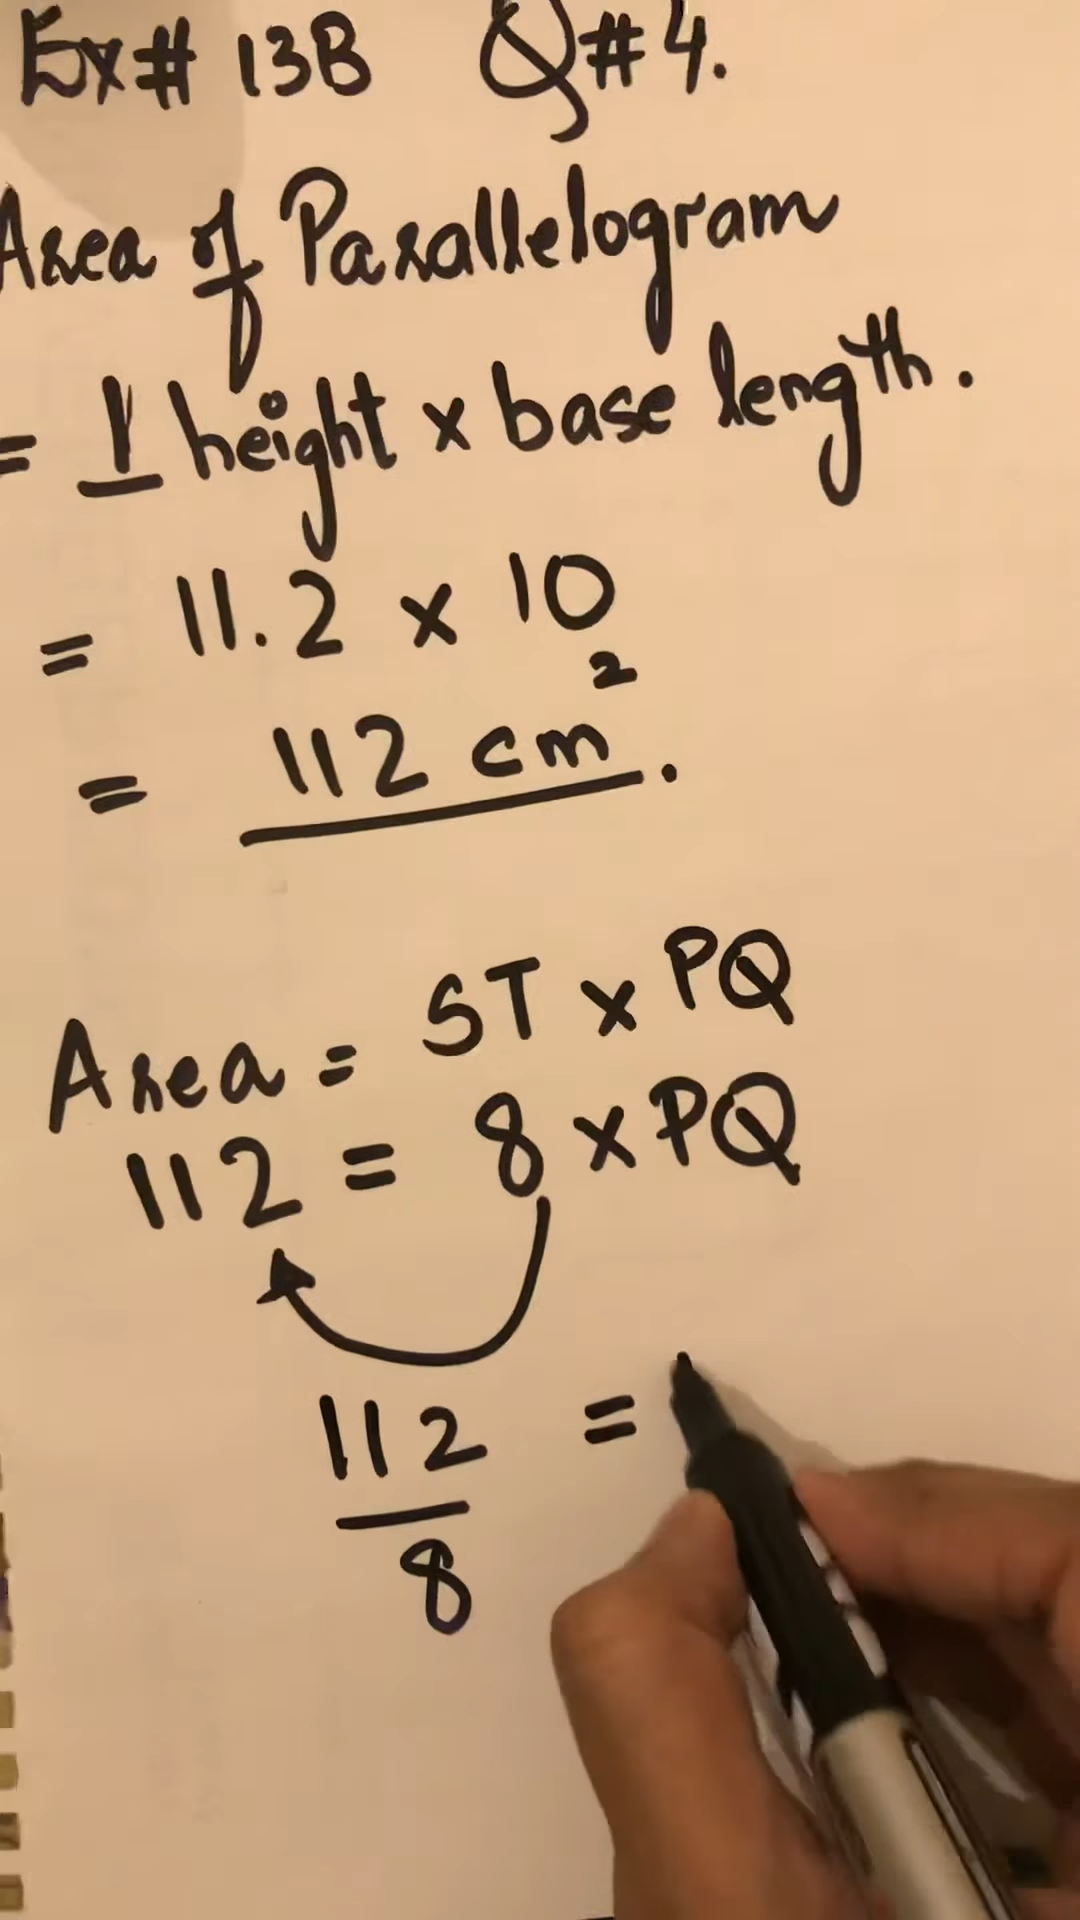 Ex# 13B Q#4.
Area of Parallelogram
= ⊥ height x base length.
= 11.2 x 10
= 112 cm².
Area = ST x PQ
112 = 8 x PQ
112 =
8